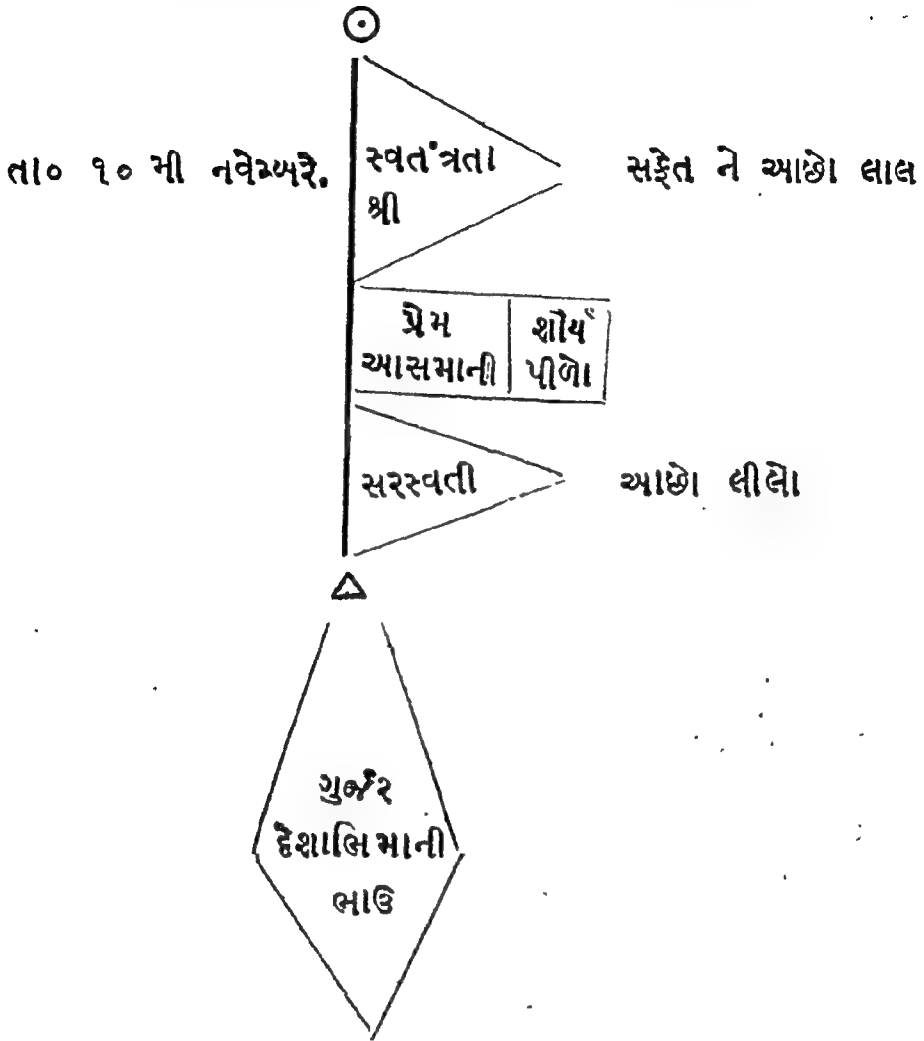 તા૦ ૧૦ મી નવેમ્બરે.
સ્વતંત્રતા
શ્રી
સફેત ને આછો લાલ
પ્રેમ
આસમાની
શૌર્ય
પીળો
સરસ્વતી
આછો લીલો
ગુર્જર
દેશાભિમાની
ભાઉ